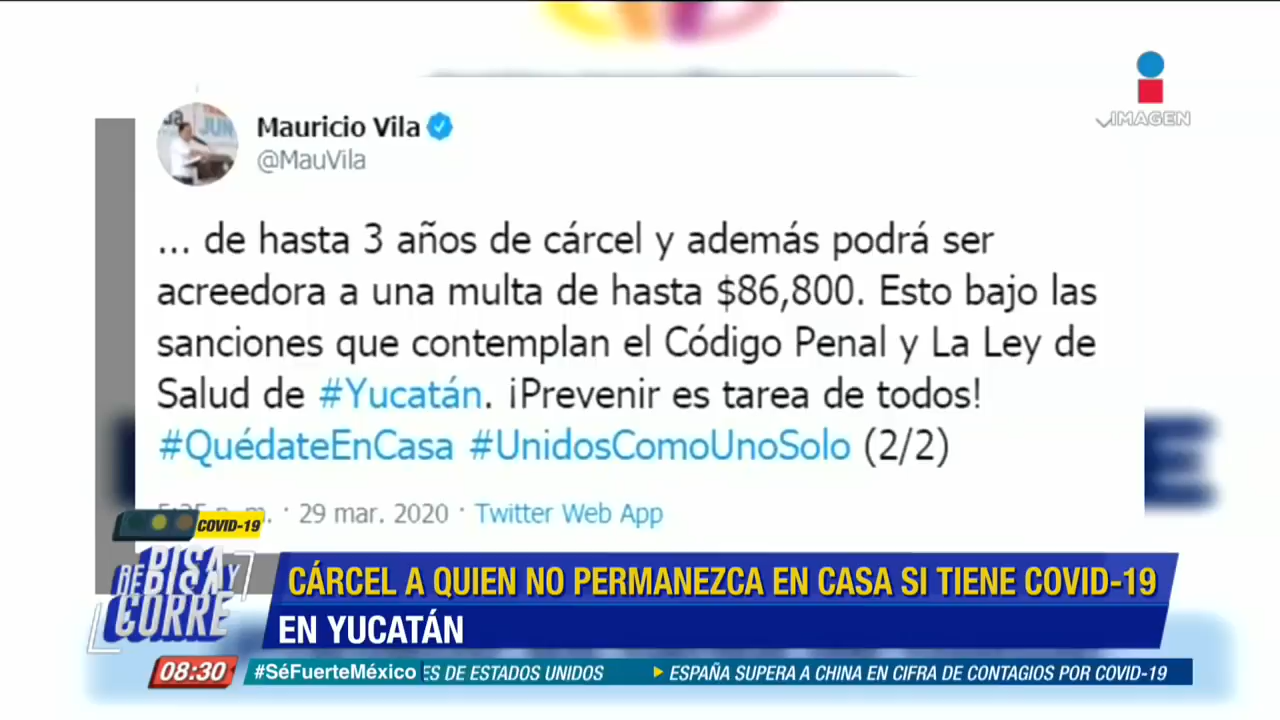 IMAGEN
Mauricio Vila
@MauVila
... de hasta 3 años de cárcel y además podrá ser
acreedora a una multa de hasta $86,800. Esto bajo las
sanciones que contemplan el Código Penal y La Ley de
Salud de #Yucatán. ¡Prevenir es tarea de todos!
#QuédateEnCasa #UnidosComoUnoSolo (2/2)
m. · 29 mar. 2020 · Twitter Web App
COVID-19
DE PISA Y
CORRE
CÁRCEL A QUIEN NO PERMANEZCA EN CASA SI TIENE COVID-19
EN YUCATÁN
08:30 #SéFuerteMéxico ES DE ESTADOS UNIDOS ESPAÑA SUPERA A CHINA EN CIFRA DE CONTAGIOS POR COVID-19